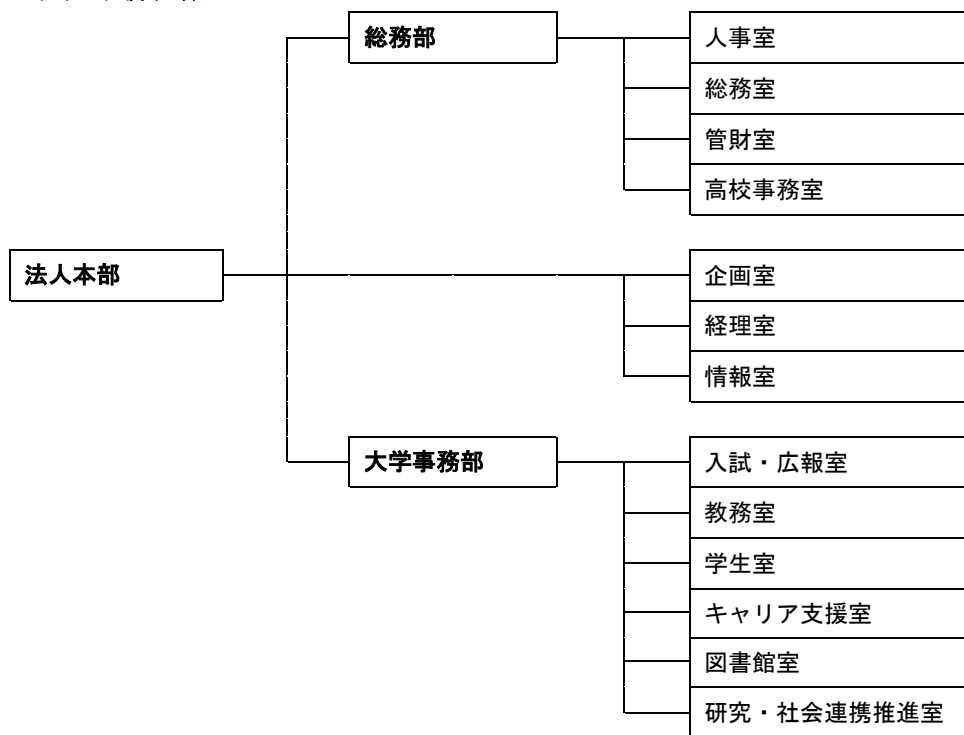 総務部
人事室
総務室
管財室
高校事務室
法人本部
企画室
経理室
情報室
大学事務部
入試・広報室
教務室
学生室
キャリア支援室
図書館室
研究・社会連携推進室